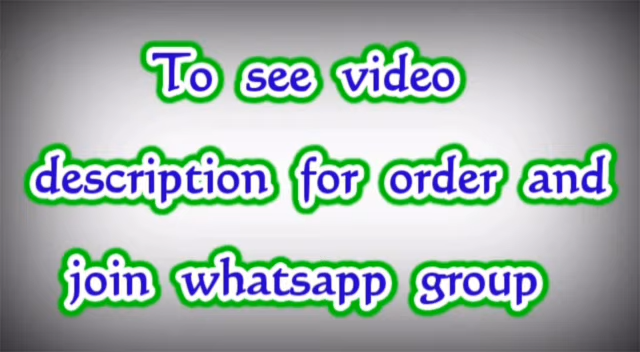 To see video
description for order and
join whatsapp group